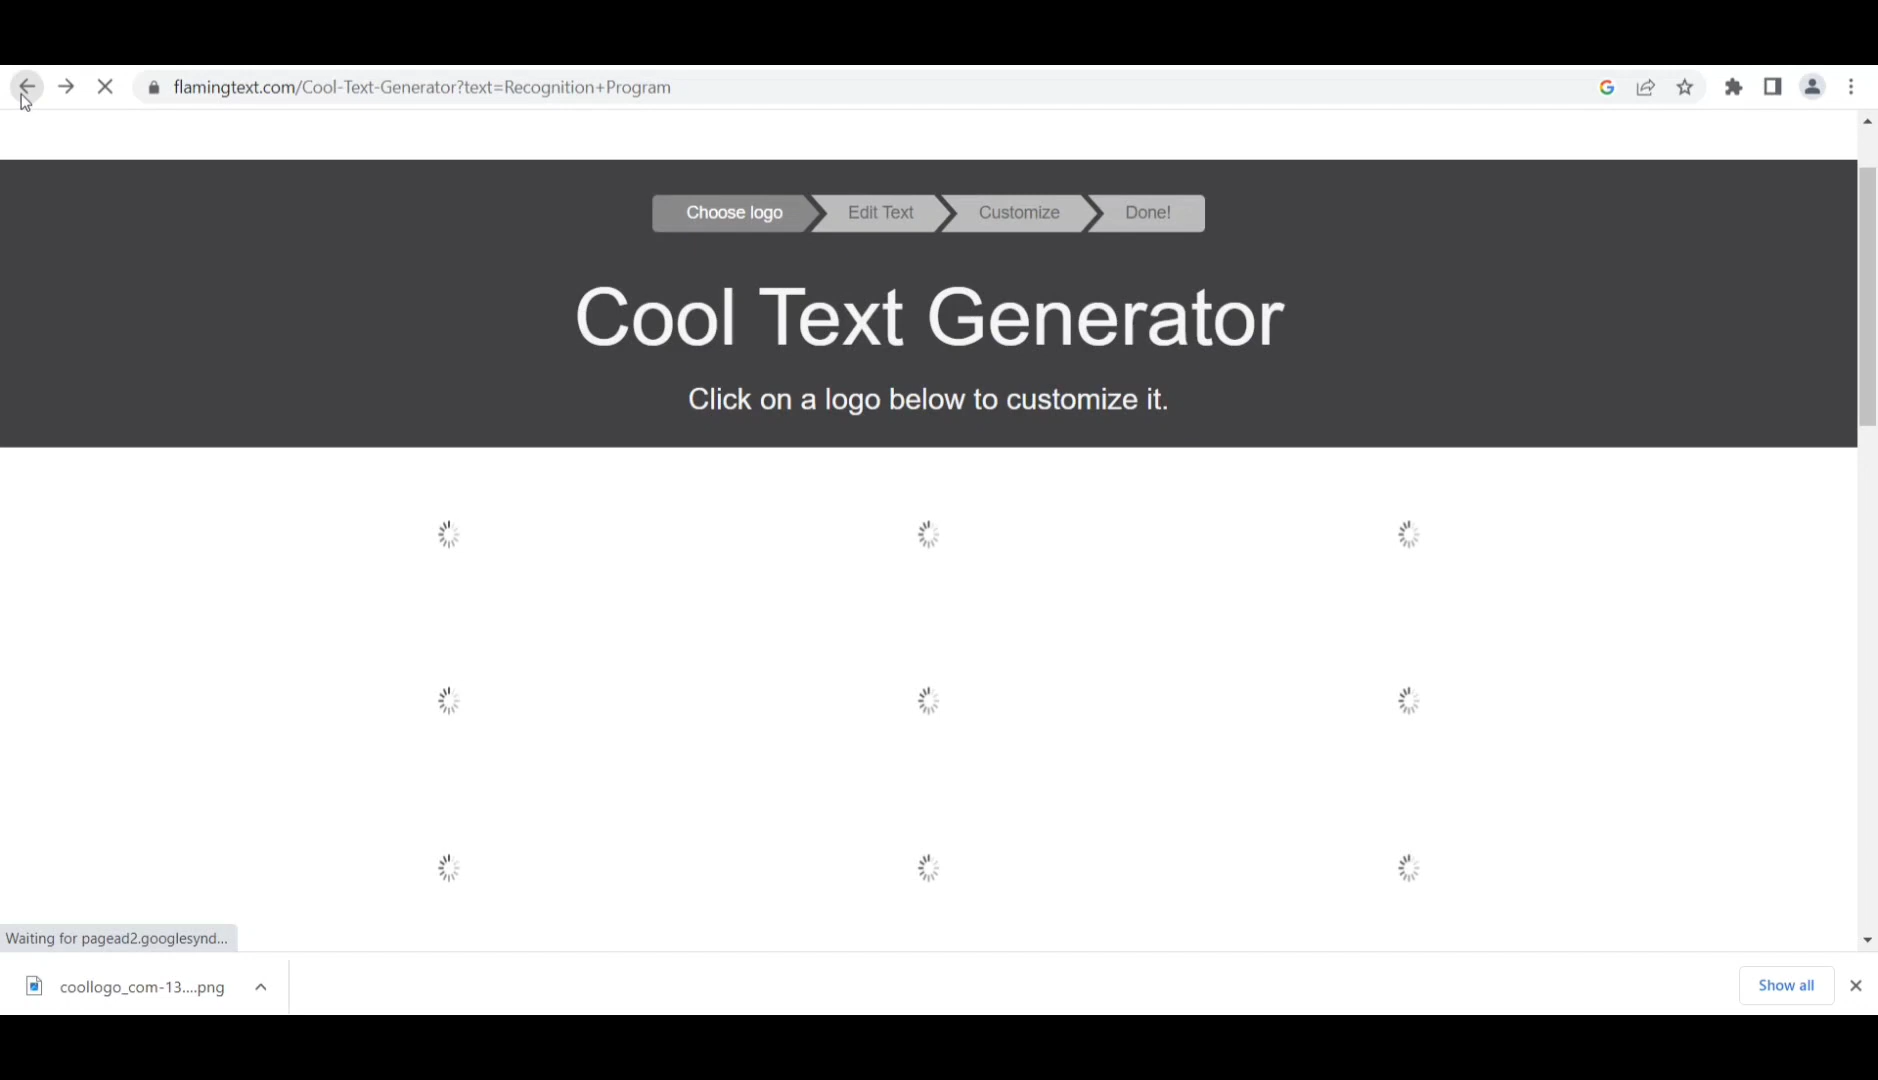 flamingtext.com/Cool-Text-Generator?text=Recognition+Program
Choose logo
Edit Text
Customize
Done!
Cool Text Generator
Click on a logo below to customize it.
Waiting for pagead2.googlesynd...
coollogo_com-13....png
Show all